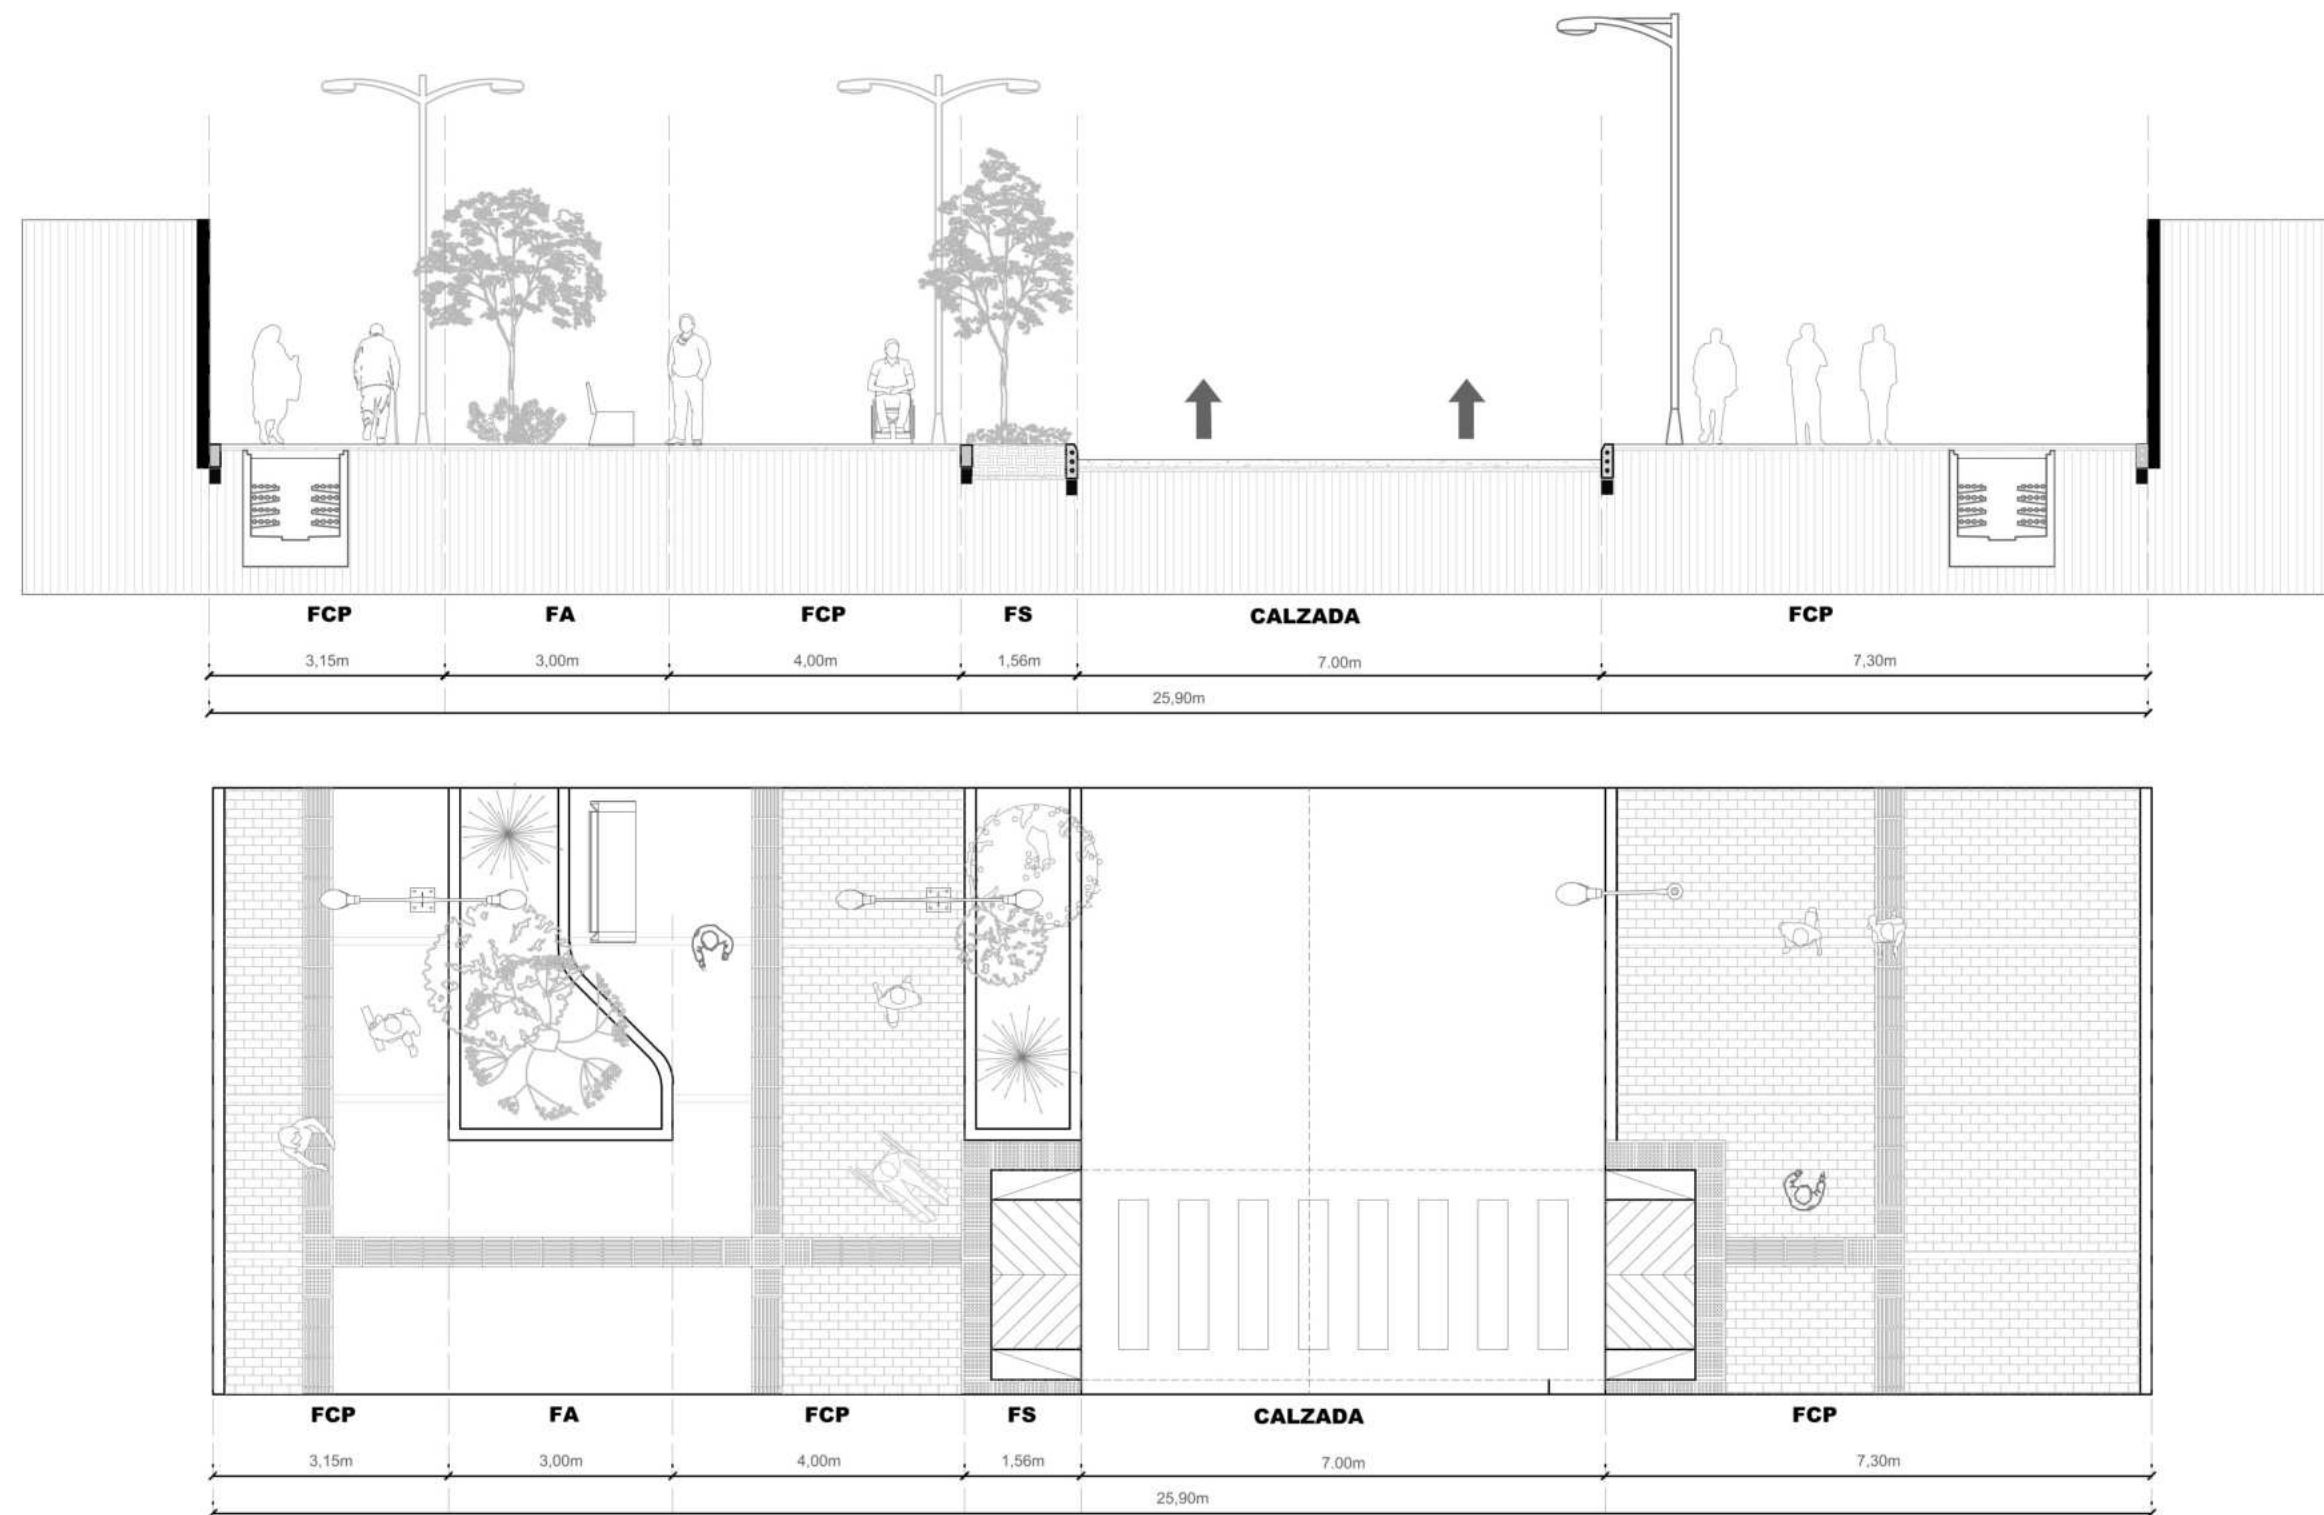 FCP FA FCP FS CALZADA FCP
3,15m 3,00m 4,00m 1,56m 7.00m 7,30m
25,90m
FCP FA FCP FS CALZADA FCP
3,15m 3,00m 4,00m 1,56m 7.00m 7,30m
25,90m